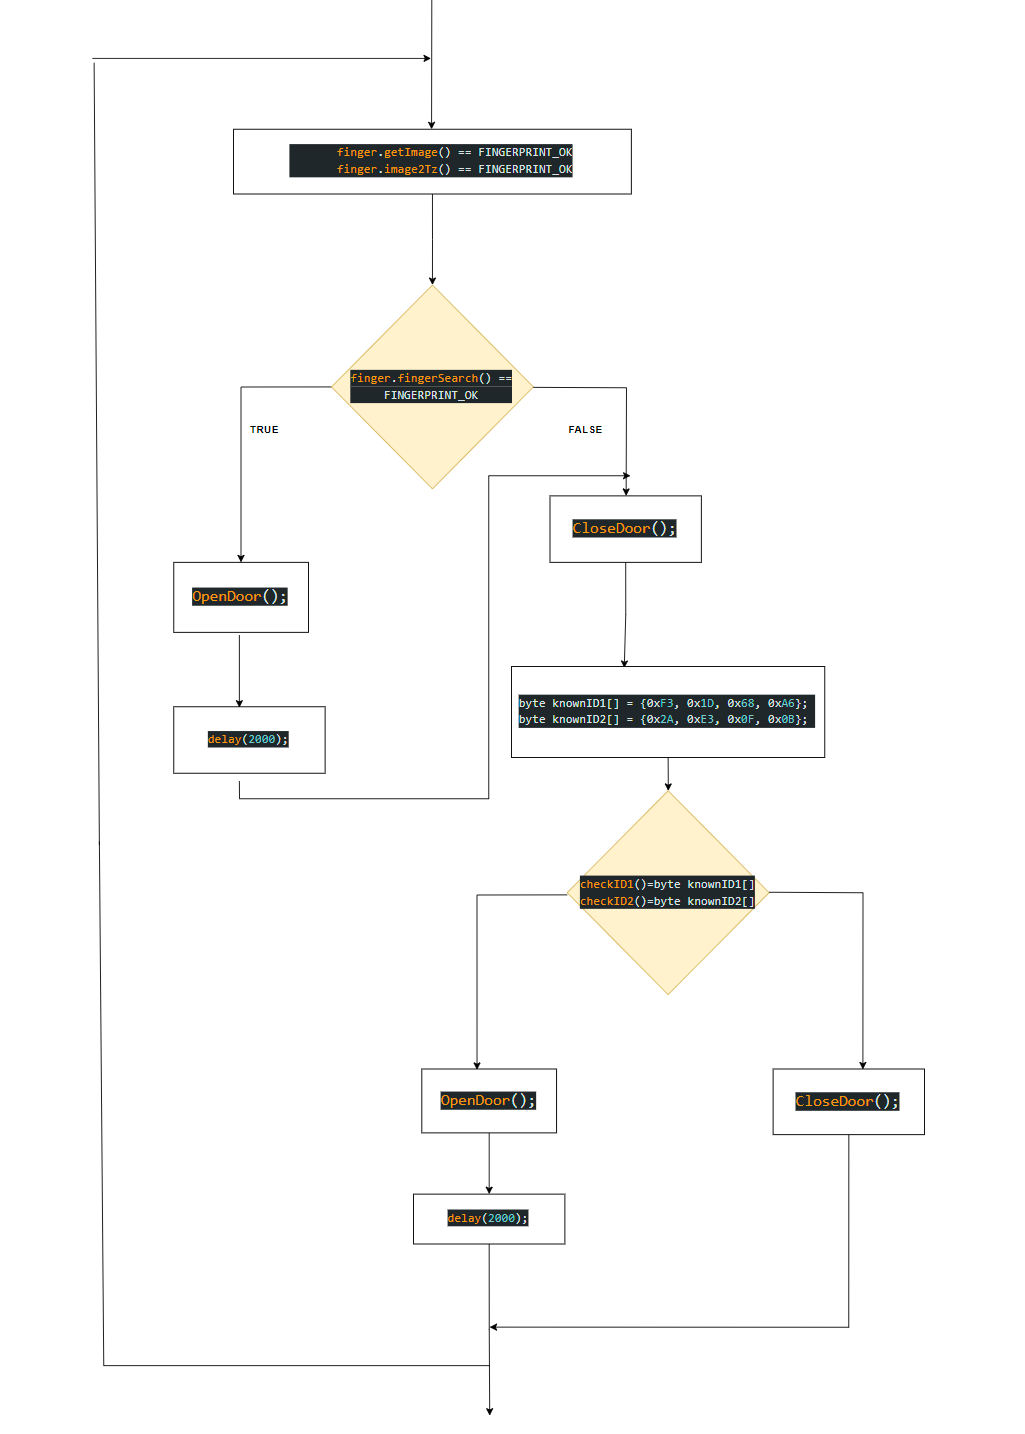 finger.getImage() == FINGERPRINT_OK
finger.image2Tz() == FINGERPRINT_OK
finger.fingerSearch() ==
FINGERPRINT_OK
TRUE
FALSE
CloseDoor();
OpenDoor();
byte knownID1[] = {0xF3, 0x1D, 0x68, 0xA6};
byte knownID2[] = {0x2A, 0xE3, 0x0F, 0x0B};
delay(2000);
checkID1()=byte knownID1[]
checkID2()=byte knownID2[]
OpenDoor();
CloseDoor();
delay(2000);